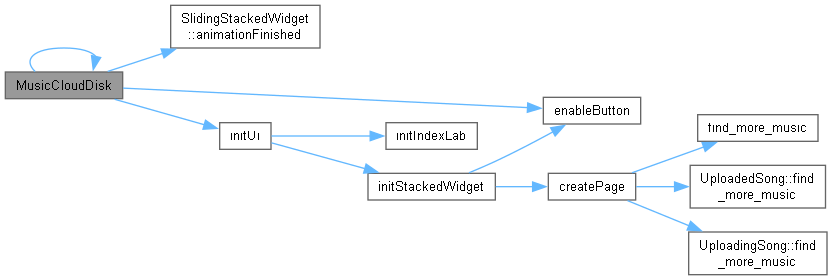 SlidingStackedWidget
::animationFinished
MusicCloudDisk
enableButton
initUi
initIndexLab
find_more_music
initStackedWidget
createPage
UploadedSong::find
_more_music
UploadingSong::find
_more_music